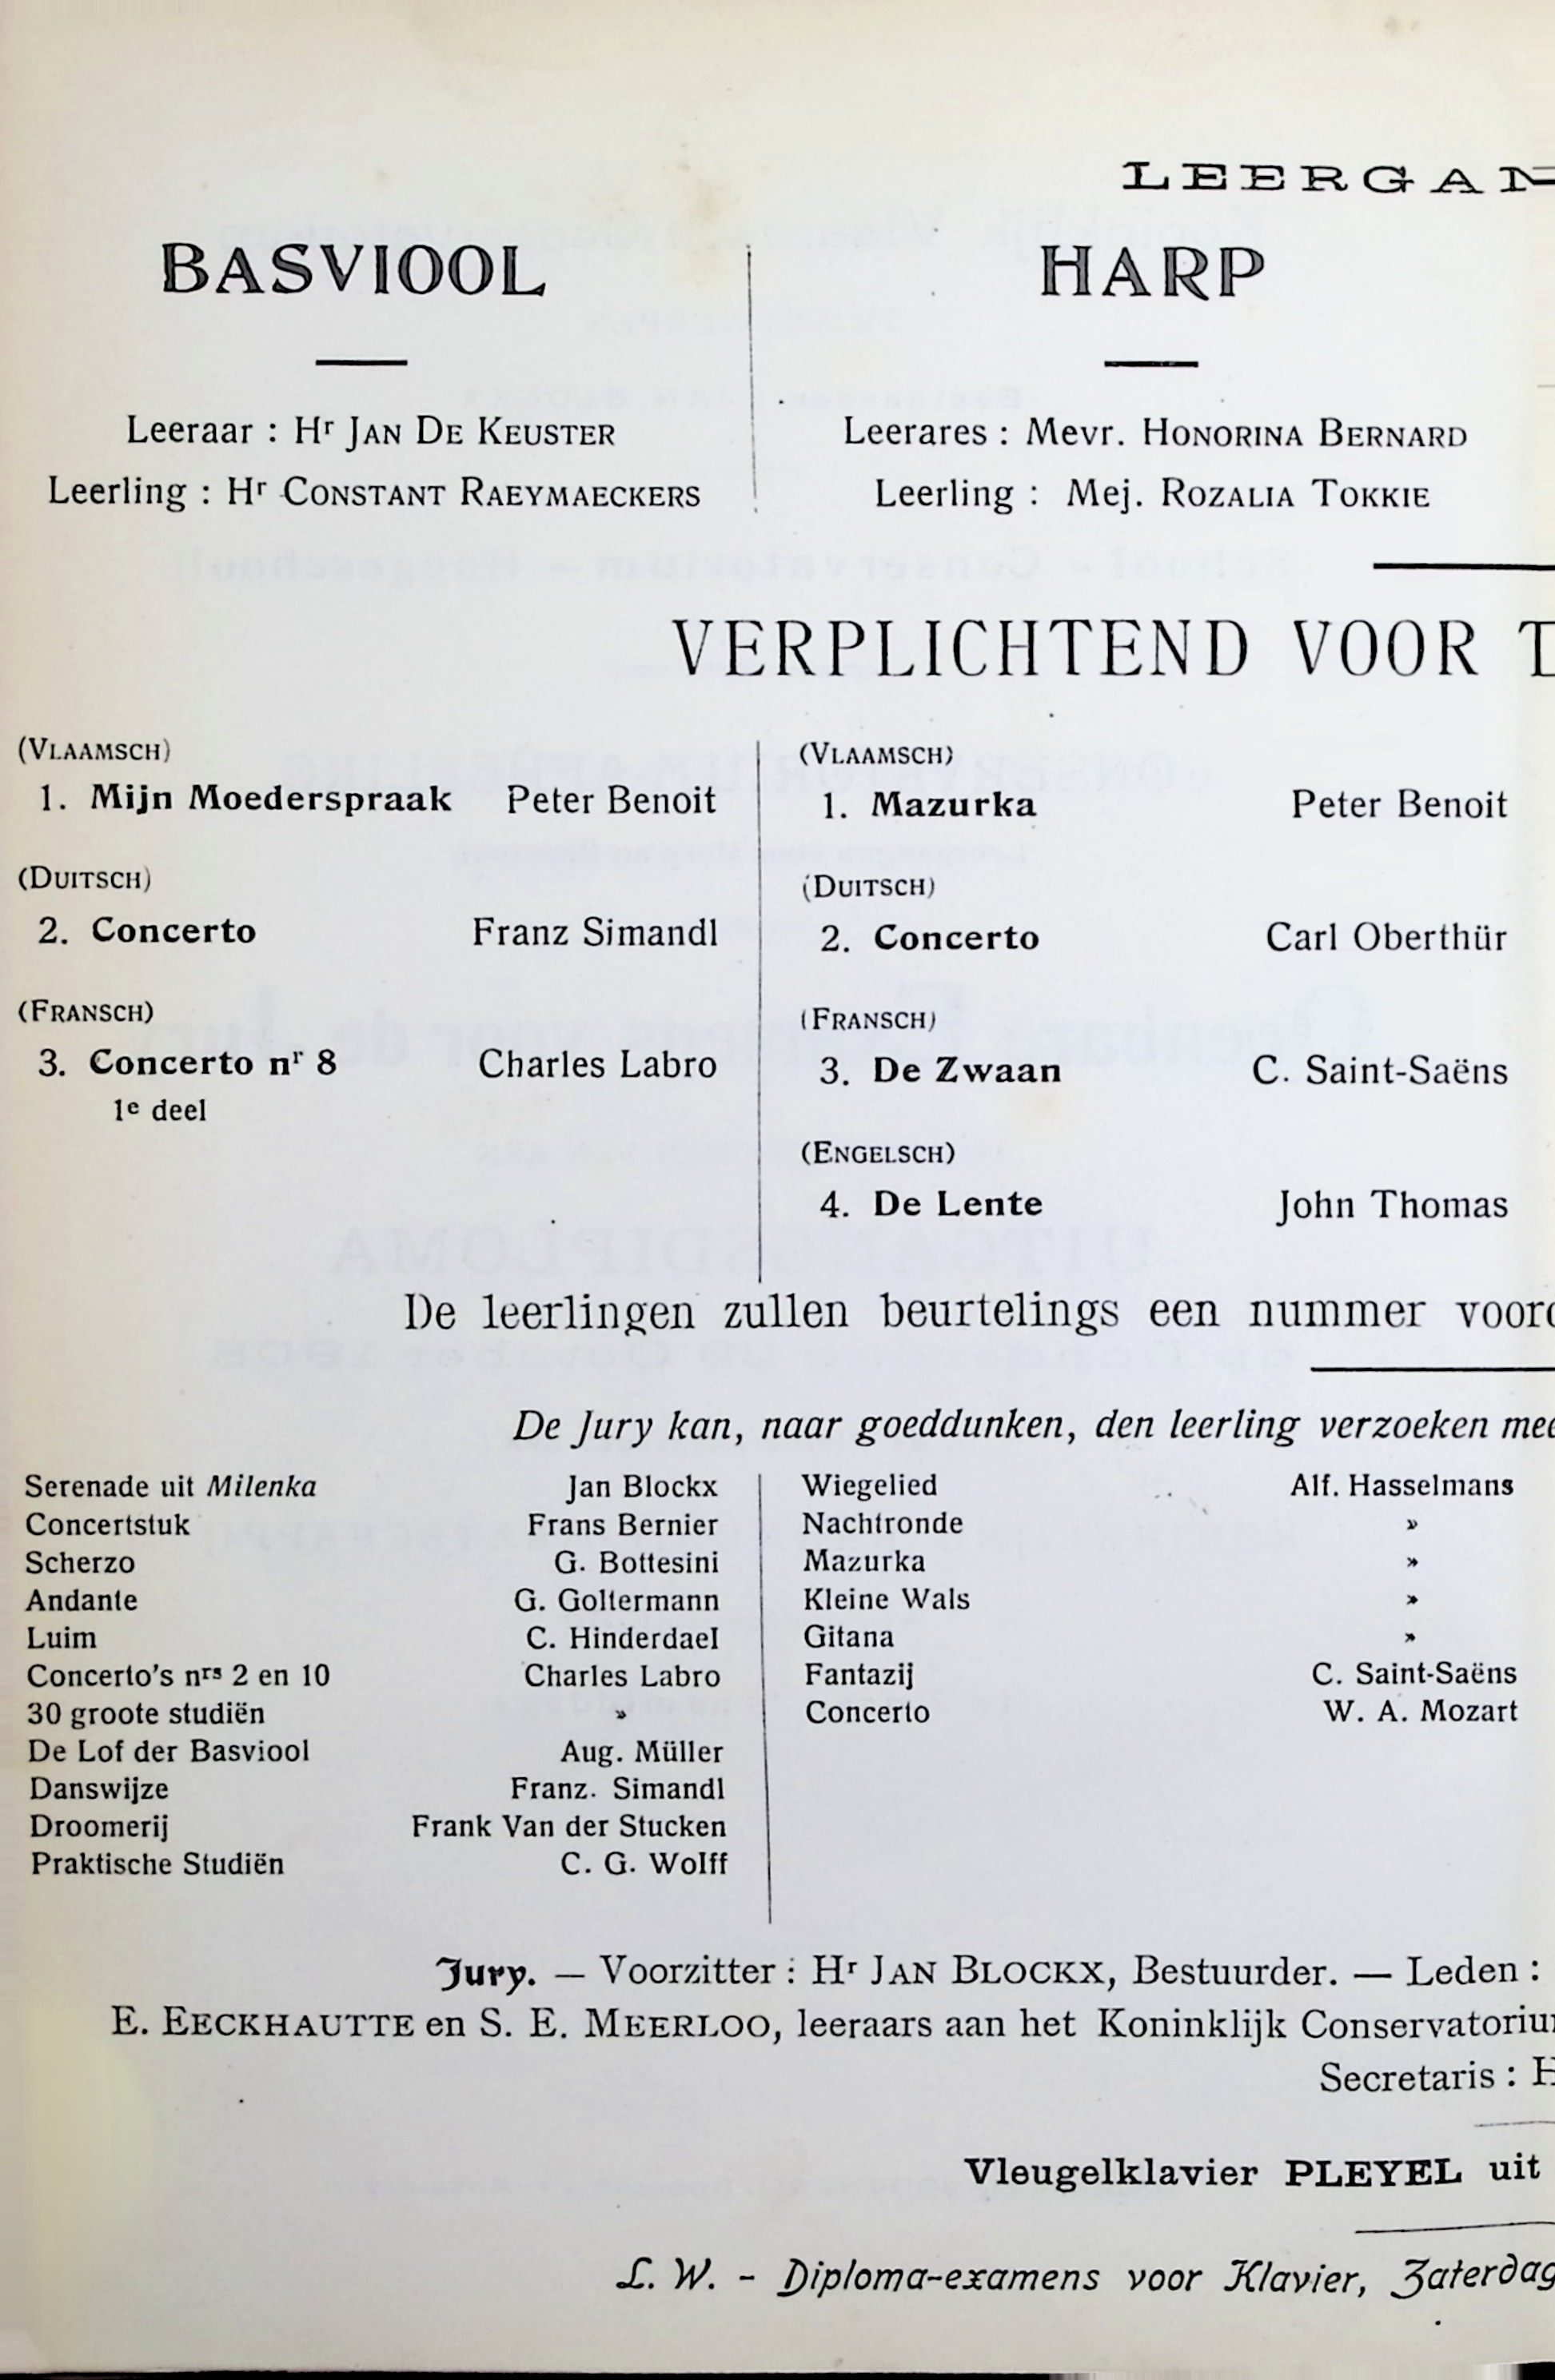 LEERGAN
BASVIOOL
Leeraar : Hr JAN DE KEUSTER
Leerling : Hr CONSTANT RAEYMAECKERS
HARP
Leerares : Mevr. HONORINA BERNARD
Leerling : Mej. ROZALIA TOKKIE
VERPLICHTEND VOOR
(VLAAMSCH)
1. Mijn Moederspraak Peter Benoit
(DUITSCH)
2. Concerto Franz Simandl
(FRANSCH)
3. Concerto nr 8 Charles Labro
1e deel
(VLAAMSCH)
1. Mazurka Peter Benoit
(DUITSCH)
2. Concerto Carl Oberthür
(FRANSCH)
3. De Zwaan C. Saint-Saëns
(ENGELSCH)
4. De Lente John Thomas
De leerlingen zullen beurtelings een nummer voor
De Jury kan, naar goeddunken, den leerling verzoeken mee
Serenade uit Milenka Jan Blockx
Concertstuk Frans Bernier
Scherzo G. Bottesini
Andante G. Goltermann
Luim C. Hinderdael
Concerto's nrs 2 en 10 Charles Labro
30 groote studiën »
De Lof der Basviool Aug. Müller
Danswijze Franz. Simandl
Droomerij Frank Van der Stucken
Praktische Studiën C. G. Wolff
Wiegelied Alf. Hasselmans
Nachtronde »
Mazurka »
Kleine Wals »
Gitana »
Fantazij C. Saint-Saëns
Concerto W. A. Mozart
Jury. — Voorzitter : Hr JAN BLOCKX, Bestuurder. — Leden :
E. EECKHAUTTE en S. E. MEERLOO, leeraars aan het Koninklijk Conservatoriu
Secretaris : H
Vleugelklavier PLEYEL uit
L. W. - Diploma-examens voor Klavier, Zaterdag